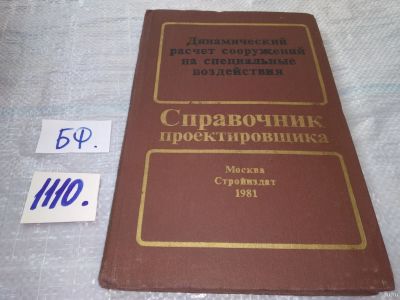 Динамический
расчет сооружений
на специальные
воздействия
Справочник
проектировщика
Москва
Стройиздат
1981
БФ.
1110.